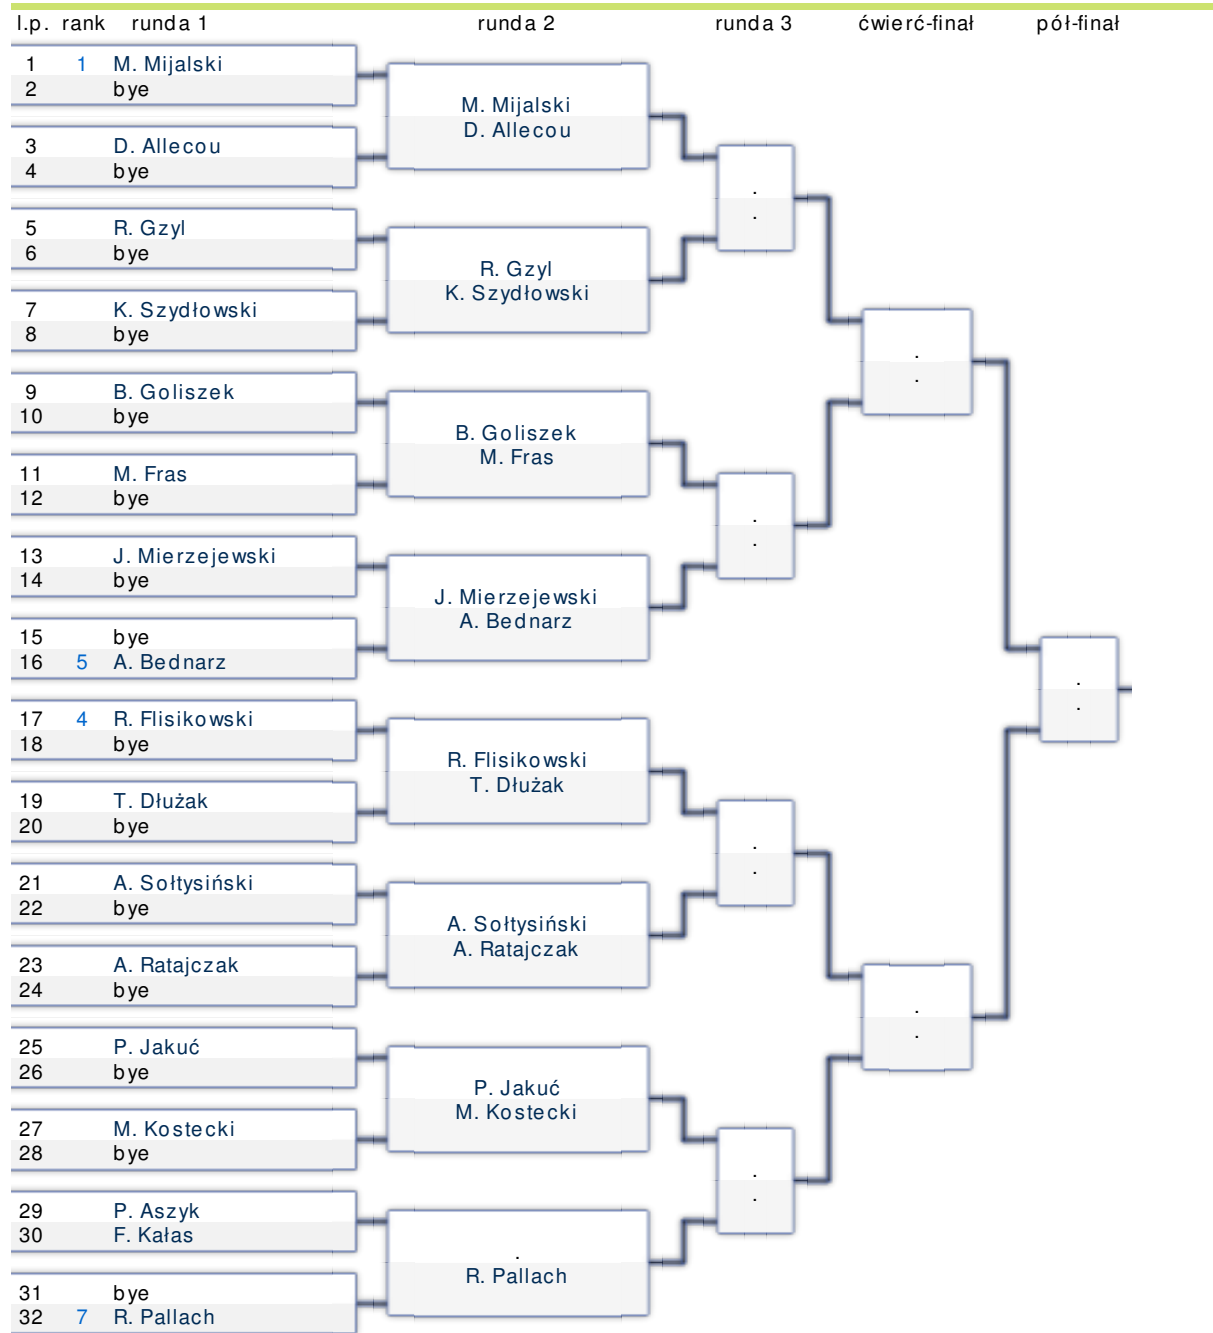 l.p. rank runda 1 runda 2 runda 3 ćwierć-finał pół-finał
1 1 M. Mijalski
2 bye
M. Mijalski
D. Allecou
3 D. Allecou
4 bye
.
.
5 R. Gzyl
6 bye
R. Gzyl
K. Szydłowski
7 K. Szydłowski
8 bye
.
.
9 B. Goliszek
10 bye
B. Goliszek
M. Fras
11 M. Fras
12 bye
.
.
13 J. Mierzejewski
14 bye
J. Mierzejewski
A. Bednarz
15 bye
16 5 A. Bednarz
.
.
17 4 R. Flisikowski
18 bye
R. Flisikowski
T. Dłużak
19 T. Dłużak
20 bye
.
.
21 A. Sołtysiński
22 bye
A. Sołtysiński
A. Ratajczak
23 A. Ratajczak
24 bye
.
.
25 P. Jakuć
26 bye
P. Jakuć
M. Kostecki
27 M. Kostecki
28 bye
.
.
29 P. Aszyk
30 F. Kałas
.
R. Pallach
31 bye
32 7 R. Pallach